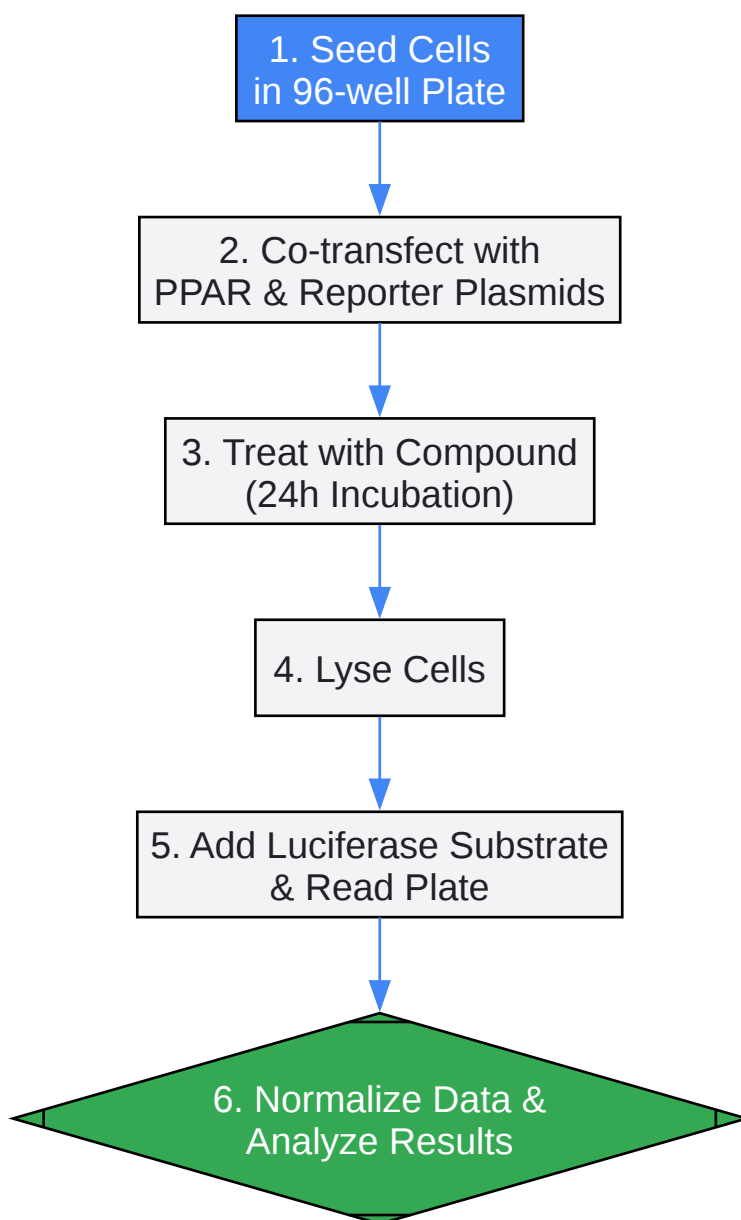 1. Seed Cells
in 96-well Plate
2. Co-transfect with
PPAR & Reporter Plasmids
3. Treat with Compound
(24h Incubation)
4. Lyse Cells
5. Add Luciferase Substrate
& Read Plate
6. Normalize Data &
Analyze Results